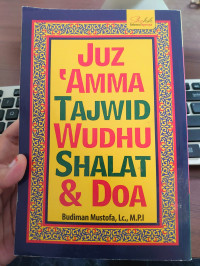 JUZ
'AMMA
TAJWID
WUDHU
SHALAT
& DOA
Budiman Mustofa, Lc., M.P.I